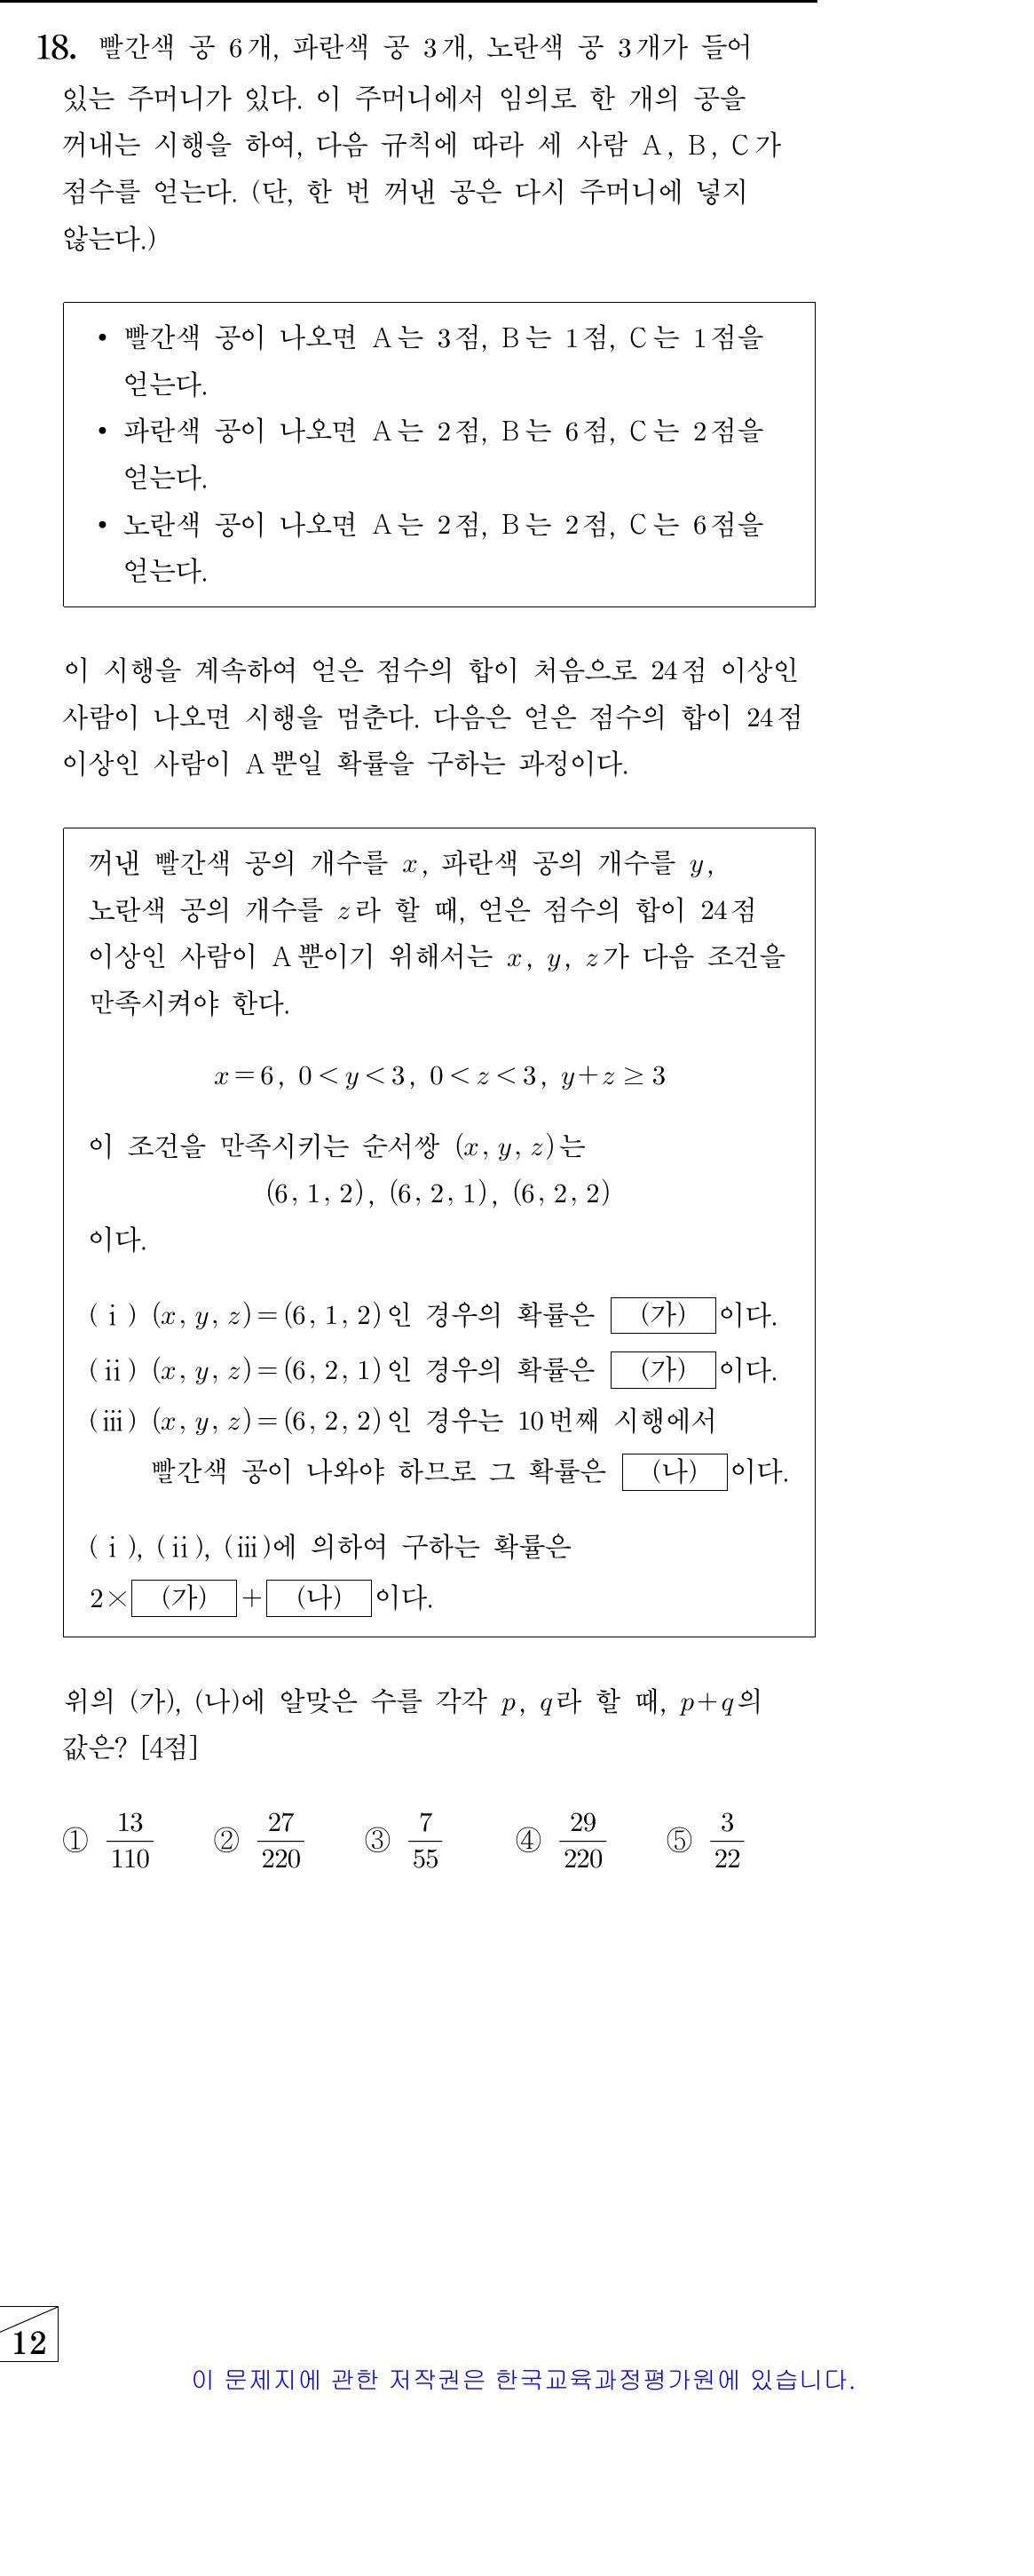 18. 빨간색 공 6개, 파란색 공 3개, 노란색 공 3개가 들어
있는 주머니가 있다. 이 주머니에서 임의로 한 개의 공을
꺼내는 시행을 하여, 다음 규칙에 따라 세 사람 A, B, C가
점수를 얻는다. (단, 한 번 꺼낸 공은 다시 주머니에 넣지
않는다.)
• 빨간색 공이 나오면 A는 3점, B는 1점, C는 1점을
얻는다.
• 파란색 공이 나오면 A는 2점, B는 6점, C는 2점을
얻는다.
• 노란색 공이 나오면 A는 2점, B는 2점, C는 6점을
얻는다.
이 시행을 계속하여 얻은 점수의 합이 처음으로 24점 이상인
사람이 나오면 시행을 멈춘다. 다음은 얻은 점수의 합이 24점
이상인 사람이 A뿐일 확률을 구하는 과정이다.
꺼낸 빨간색 공의 개수를 x, 파란색 공의 개수를 y,
노란색 공의 개수를 z라 할 때, 얻은 점수의 합이 24점
이상인 사람이 A뿐이기 위해서는 x, y, z가 다음 조건을
만족시켜야 한다.
x=6, 0<y<3, 0<z<3, y+z≥3
이 조건을 만족시키는 순서쌍 (x, y, z)는
(6, 1, 2), (6, 2, 1), (6, 2, 2)
이다.
(ⅰ) (x, y, z)=(6, 1, 2)인 경우의 확률은 (가) 이다.
(ⅱ) (x, y, z)=(6, 2, 1)인 경우의 확률은 (가) 이다.
(ⅲ) (x, y, z)=(6, 2, 2)인 경우는 10번째 시행에서
빨간색 공이 나와야 하므로 그 확률은 (나) 이다.
(ⅰ), (ⅱ), (ⅲ)에 의하여 구하는 확률은
2× (가) + (나) 이다.
위의 (가), (나)에 알맞은 수를 각각 p, q라 할 때, p+q의
값은? [4점]
① 13/110 ② 27/220 ③ 7/55 ④ 29/220 ⑤ 3/22
12
이 문제지에 관한 저작권은 한국교육과정평가원에 있습니다.